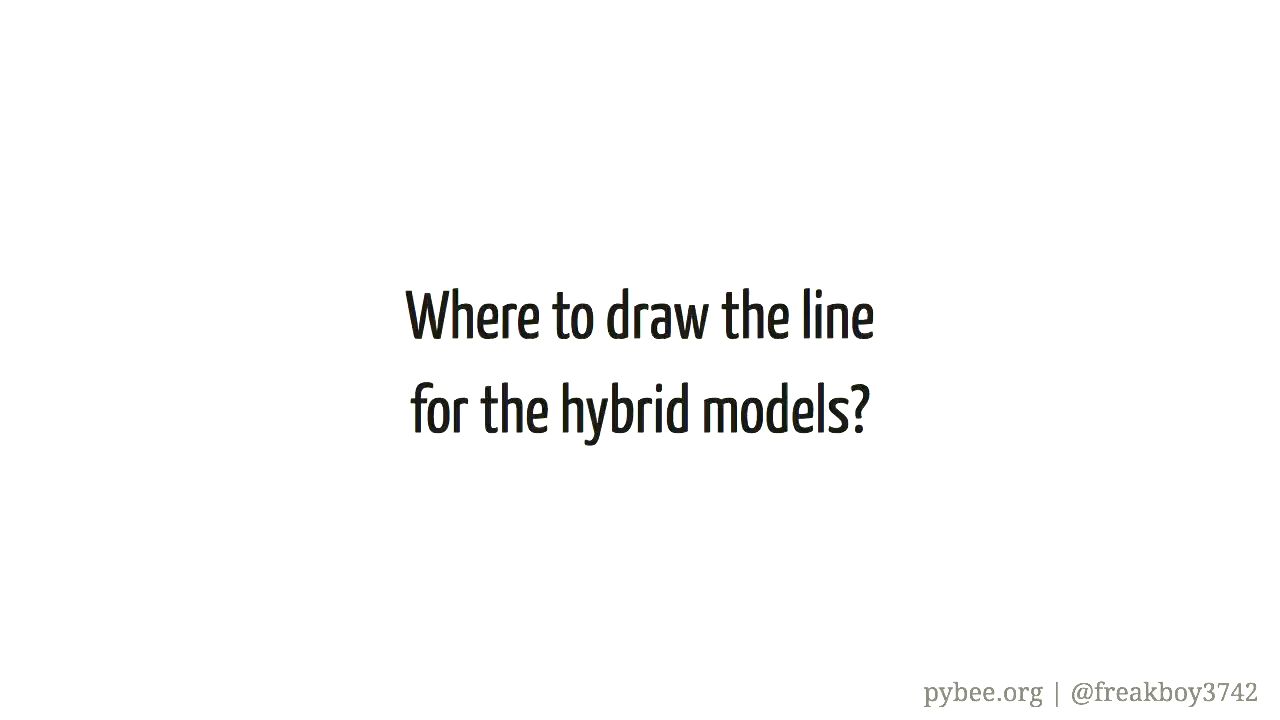 Where to draw the line
for the hybrid models?
pybee.org | @freakboy3742